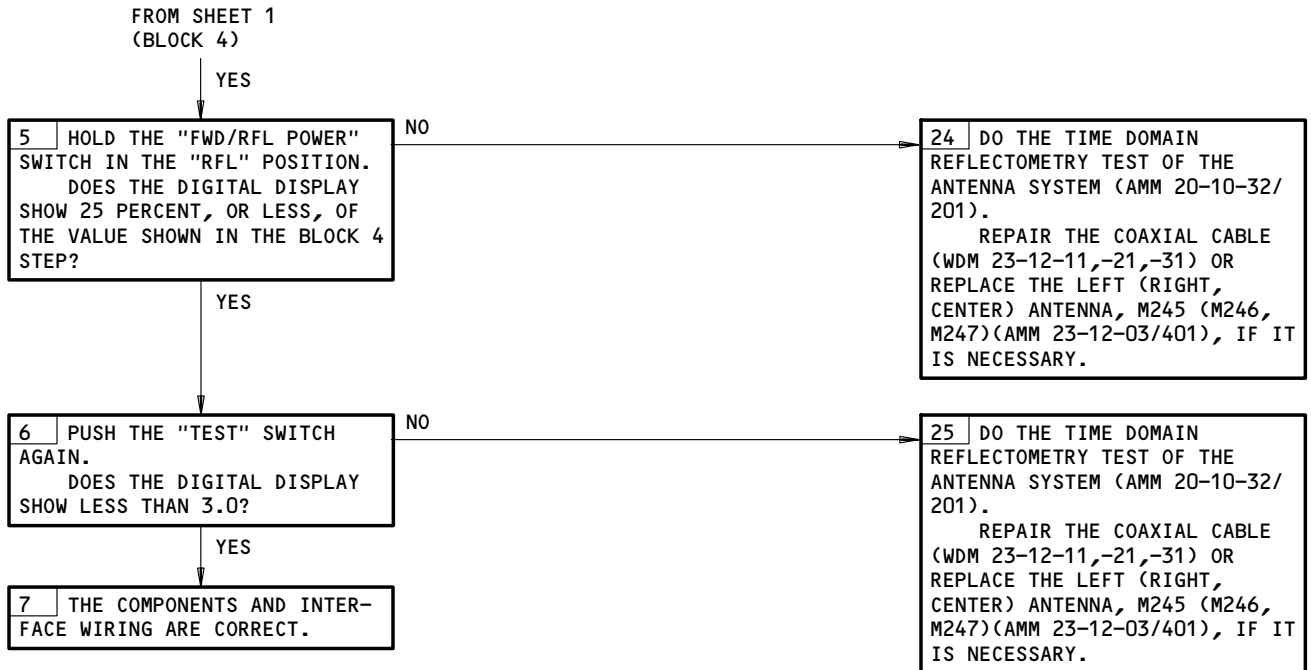 FROM SHEET 1
(BLOCK 4)
YES
5 HOLD THE "FWD/RFL POWER"
SWITCH IN THE "RFL" POSITION.
DOES THE DIGITAL DISPLAY
SHOW 25 PERCENT, OR LESS, OF
THE VALUE SHOWN IN THE BLOCK 4
STEP?
NO
24 DO THE TIME DOMAIN
REFLECTOMETRY TEST OF THE
ANTENNA SYSTEM (AMM 20-10-32/
201).
REPAIR THE COAXIAL CABLE
(WDM 23-12-11,-21,-31) OR
REPLACE THE LEFT (RIGHT,
CENTER) ANTENNA, M245 (M246,
M247)(AMM 23-12-03/401), IF IT
IS NECESSARY.
YES
6 PUSH THE "TEST" SWITCH
AGAIN.
DOES THE DIGITAL DISPLAY
SHOW LESS THAN 3.0?
NO
25 DO THE TIME DOMAIN
REFLECTOMETRY TEST OF THE
ANTENNA SYSTEM (AMM 20-10-32/
201).
REPAIR THE COAXIAL CABLE
(WDM 23-12-11,-21,-31) OR
REPLACE THE LEFT (RIGHT,
CENTER) ANTENNA, M245 (M246,
M247)(AMM 23-12-03/401), IF IT
IS NECESSARY.
YES
7 THE COMPONENTS AND INTER-
FACE WIRING ARE CORRECT.